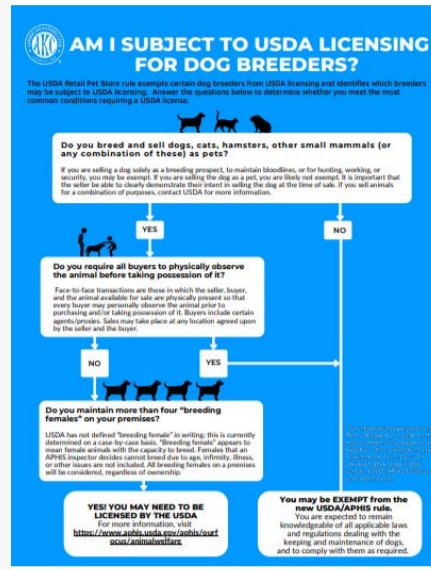 AKC
AM I SUBJECT TO USDA LICENSING
FOR DOG BREEDERS?
The USDA Retail Pet Store rule exempts certain dog breeders from USDA licensing and identifies which breeders
may be subject to USDA licensing. Answer the questions below to determine whether you meet the most
common conditions requiring a USDA license.
Do you breed and sell dogs, cats, hamsters, other small mammals (or
any combination of these) as pets?
If you are selling a dog solely as a breeding prospect, to maintain bloodlines, or for hunting, working, or
security, you may be exempt. If you are selling the dog as a pet, you are likely not exempt. It is important that
the seller be able to clearly demonstrate their intent in selling the dog at the time of sale. If you sell animals
for a combination of purposes, contact USDA for more information.
YES
NO
Do you require all buyers to physically observe
the animal before taking possession of it?
Face-to-face transactions are those in which the seller, buyer,
and the animal available for sale are physically present so that
every buyer may personally observe the animal prior to
purchasing and/or taking possession of it. Buyers include certain
agents/proxies. Sales may take place at any location agreed upon
by the seller and the buyer.
NO
YES
Do you maintain more than four "breeding
females" on your premises?
USDA has not defined "breeding female" in writing; this is currently
determined on a case-by-case basis. "Breeding female" appears to
mean female animals with the capacity to breed. Females that an
APHIS inspector decides cannot breed due to age, infirmity, illness,
or other issues are not included. All breeding females on a premises
will be considered, regardless of ownership.
YES! YOU MAY NEED TO BE
LICENSED BY THE USDA
For more information, visit
https://www.aphis.usda.gov/aphis/ourf
ocus/animalwelfare
You may be EXEMPT from the
new USDA/APHIS rule.
You are expected to remain
knowledgeable of all applicable laws
and regulations dealing with the
keeping and maintenance of dogs,
and to comply with them as required.